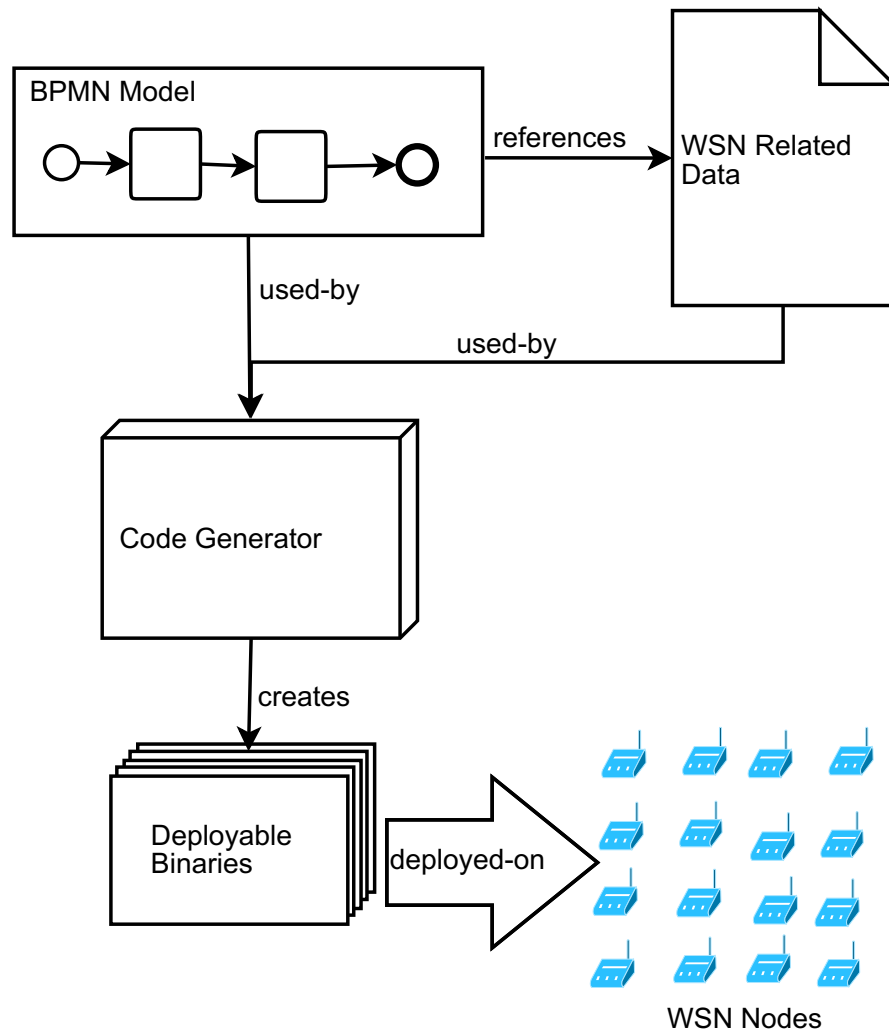 BPMN Model
references
WSN Related
Data
used-by
used-by
Code Generator
creates
Deployable
Binaries
deployed-on
WSN Nodes